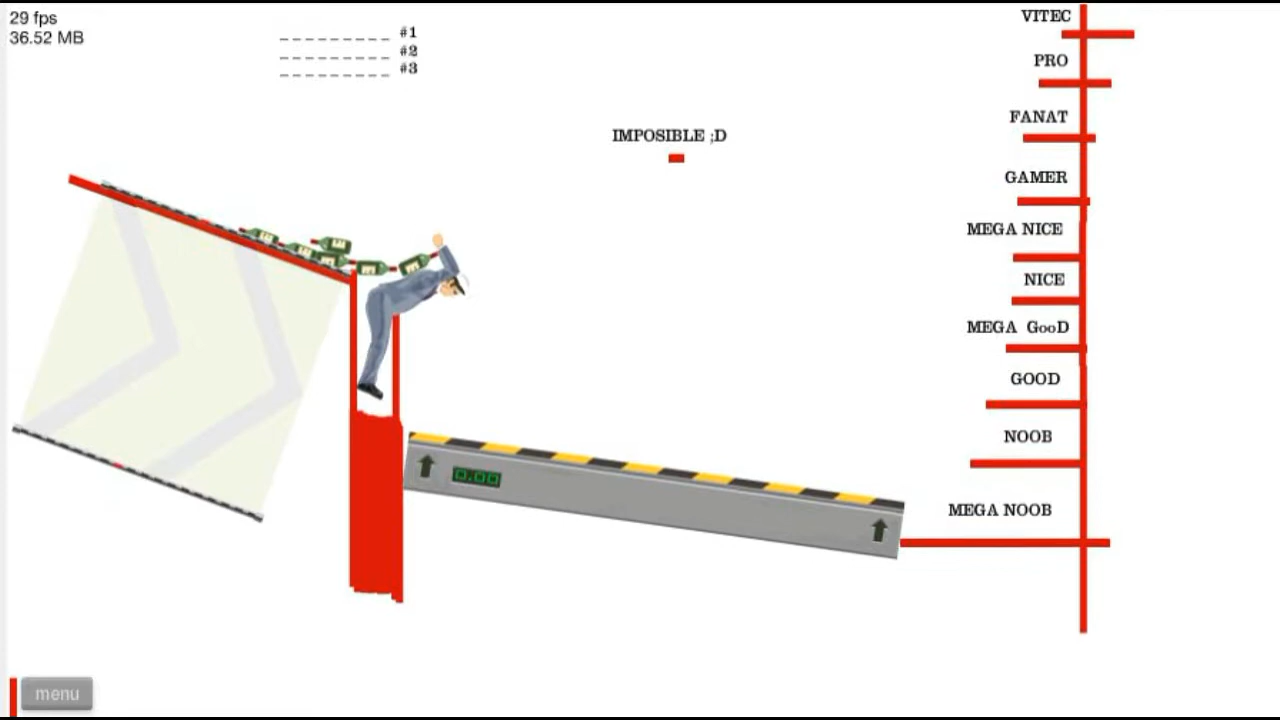 29 fps
36.52 MB
#1
#2
#3
IMPOSIBLE ;D
VITEC
PRO
FANAT
GAMER
MEGA NICE
NICE
MEGA GooD
GOOD
NOOB
MEGA NOOB
0.00
menu